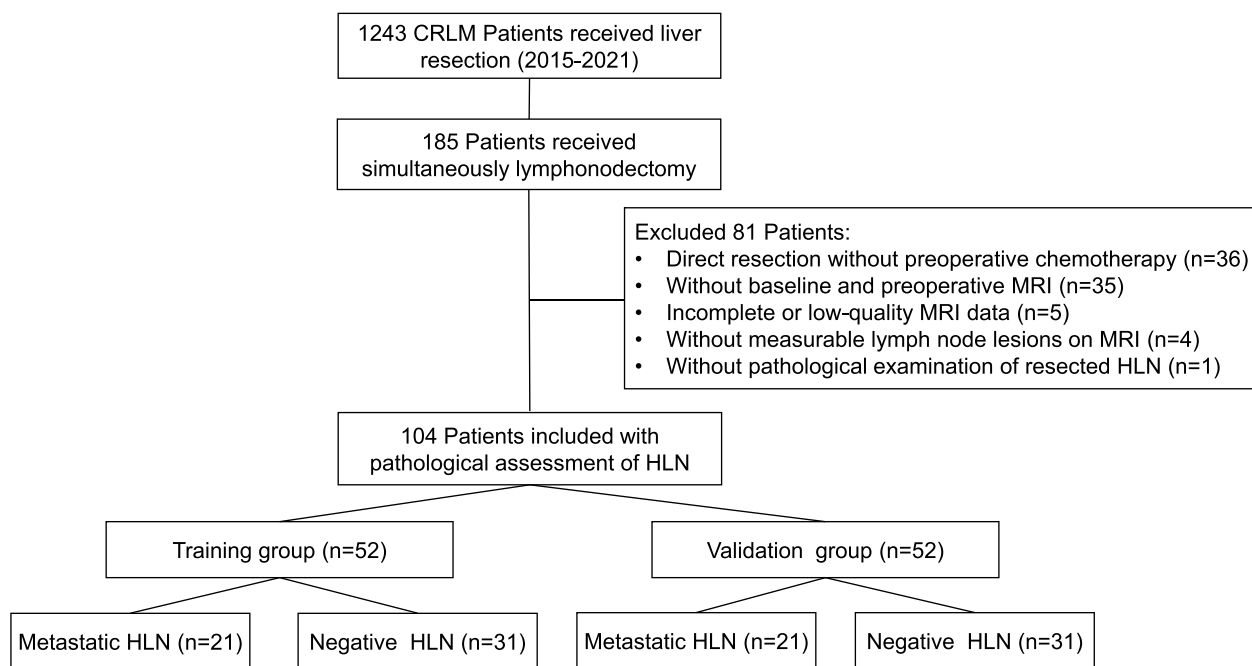 1243 CRLM Patients received liver
resection (2015-2021)
185 Patients received
simultaneously lymphonodectomy
Excluded 81 Patients:
• Direct resection without preoperative chemotherapy (n=36)
• Without baseline and preoperative MRI (n=35)
• Incomplete or low-quality MRI data (n=5)
• Without measurable lymph node lesions on MRI (n=4)
• Without pathological examination of resected HLN (n=1)
104 Patients included with
pathological assessment of HLN
Training group (n=52)
Validation group (n=52)
Metastatic HLN (n=21)
Negative HLN (n=31)
Metastatic HLN (n=21)
Negative HLN (n=31)